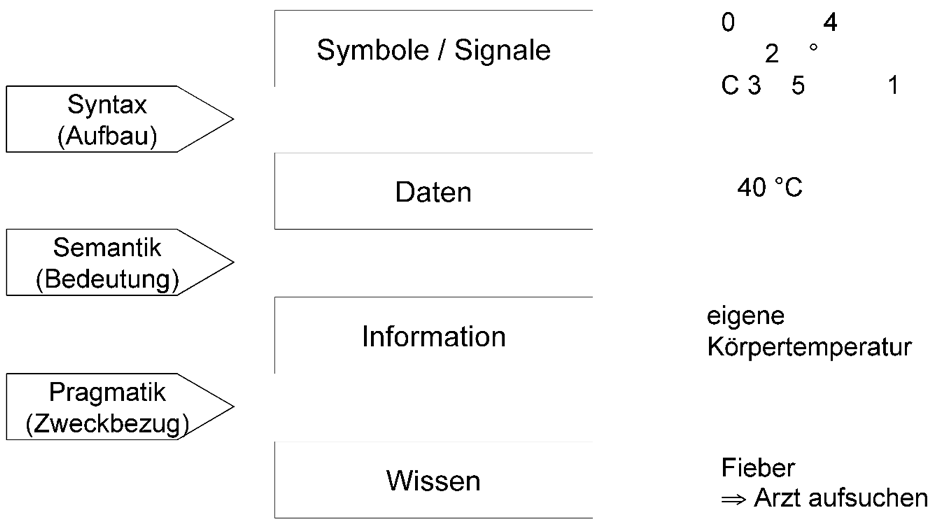 Symbole / Signale
0 4
2 °
C 3 5 1
Syntax
(Aufbau)
Daten
40 °C
Semantik
(Bedeutung)
Information
eigene
Körpertemperatur
Pragmatik
(Zweckbezug)
Wissen
Fieber
⇒ Arzt aufsuchen